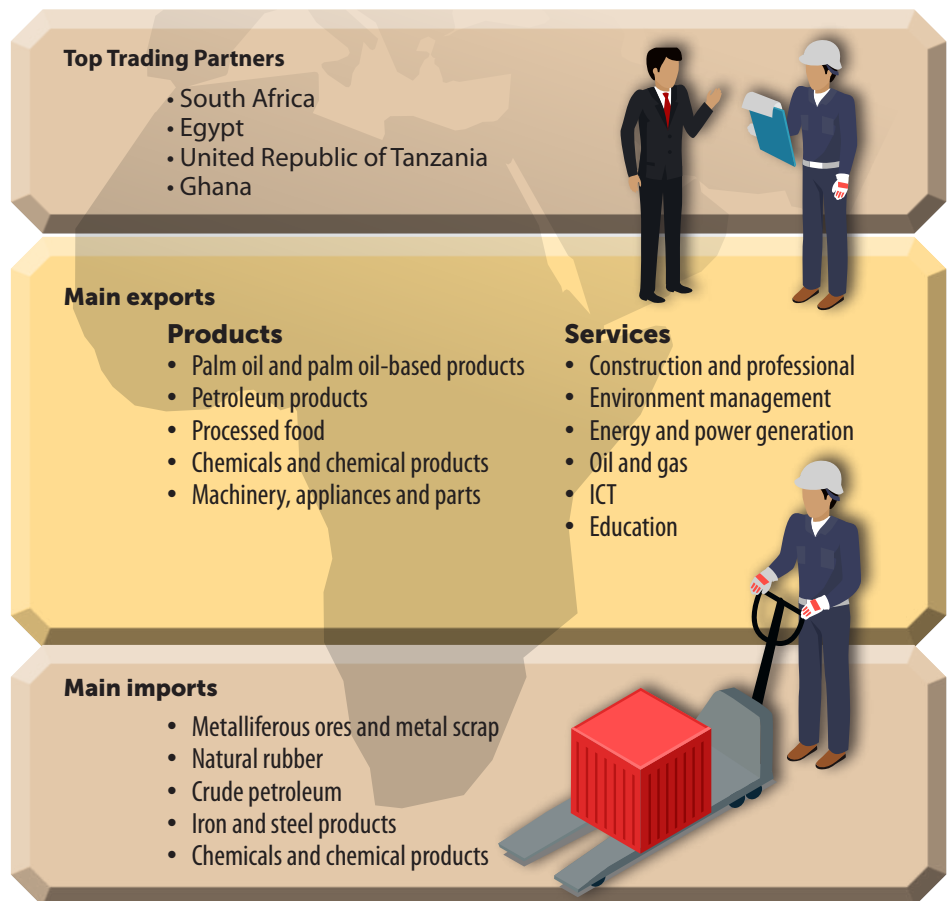 Top Trading Partners
• South Africa
• Egypt
• United Republic of Tanzania
• Ghana
Main exports
Products
• Palm oil and palm oil-based products
• Petroleum products
• Processed food
• Chemicals and chemical products
• Machinery, appliances and parts
Services
• Construction and professional
• Environment management
• Energy and power generation
• Oil and gas
• ICT
• Education
Main imports
• Metalliferous ores and metal scrap
• Natural rubber
• Crude petroleum
• Iron and steel products
• Chemicals and chemical products